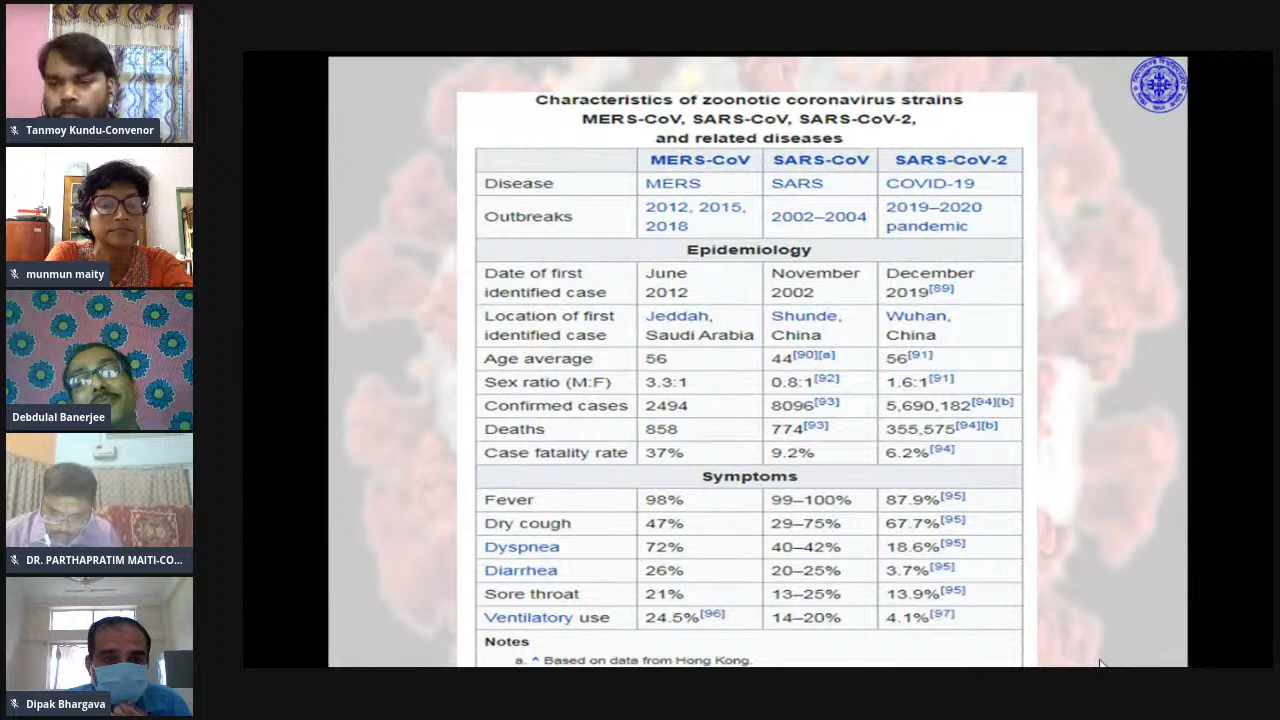 Tanmoy Kundu-Convenor
munmun maity
Debdulal Banerjee
DR. PARTHAPRATIM MAITI-CO...
Dipak Bhargava
Characteristics of zoonotic coronavirus strains
MERS-CoV, SARS-CoV, SARS-CoV-2,
and related diseases
MERS-CoV SARS-CoV SARS-CoV-2
Disease MERS SARS COVID-19
Outbreaks 2012, 2015, 2018 2002–2004 2019–2020 pandemic
Epidemiology
Date of first identified case June 2012 November 2002 December 2019[89]
Location of first identified case Jeddah, Saudi Arabia Shunde, China Wuhan, China
Age average 56 44[90][a] 56[91]
Sex ratio (M:F) 3.3:1 0.8:1[92] 1.6:1[91]
Confirmed cases 2494 8096[93] 5,690,182[94][b]
Deaths 858 774[93] 355,575[94][b]
Case fatality rate 37% 9.2% 6.2%[94]
Symptoms
Fever 98% 99–100% 87.9%[95]
Dry cough 47% 29–75% 67.7%[95]
Dyspnea 72% 40–42% 18.6%[95]
Diarrhea 26% 20–25% 3.7%[95]
Sore throat 21% 13–25% 13.9%[95]
Ventilatory use 24.5%[96] 14–20% 4.1%[97]
Notes
a. ^ Based on data from Hong Kong.